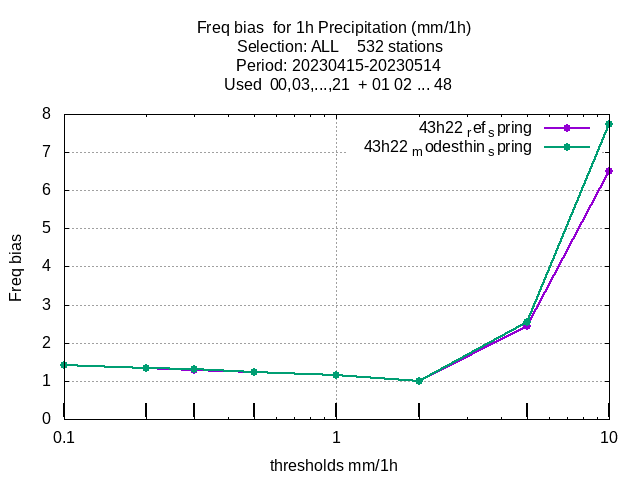 Freq bias  for 1h Precipitation (mm/1h)
Selection: ALL    532 stations
Period: 20230415-20230514
Used  00,03,...,21  + 01 02 ... 48
43h22 ref spring
43h22 modesthin spring
8
7
6
5
4
3
2
1
0
Freq bias
0.1 1 10
thresholds mm/1h